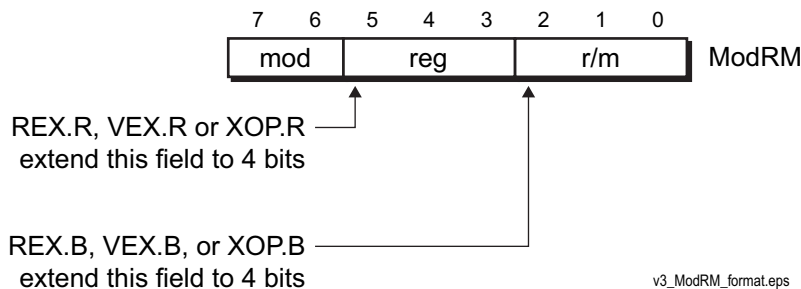 7 6 5 4 3 2 1 0
mod reg r/m ModRM
REX.R, VEX.R or XOP.R
extend this field to 4 bits
REX.B, VEX.B, or XOP.B
extend this field to 4 bits
v3_ModRM_format.eps